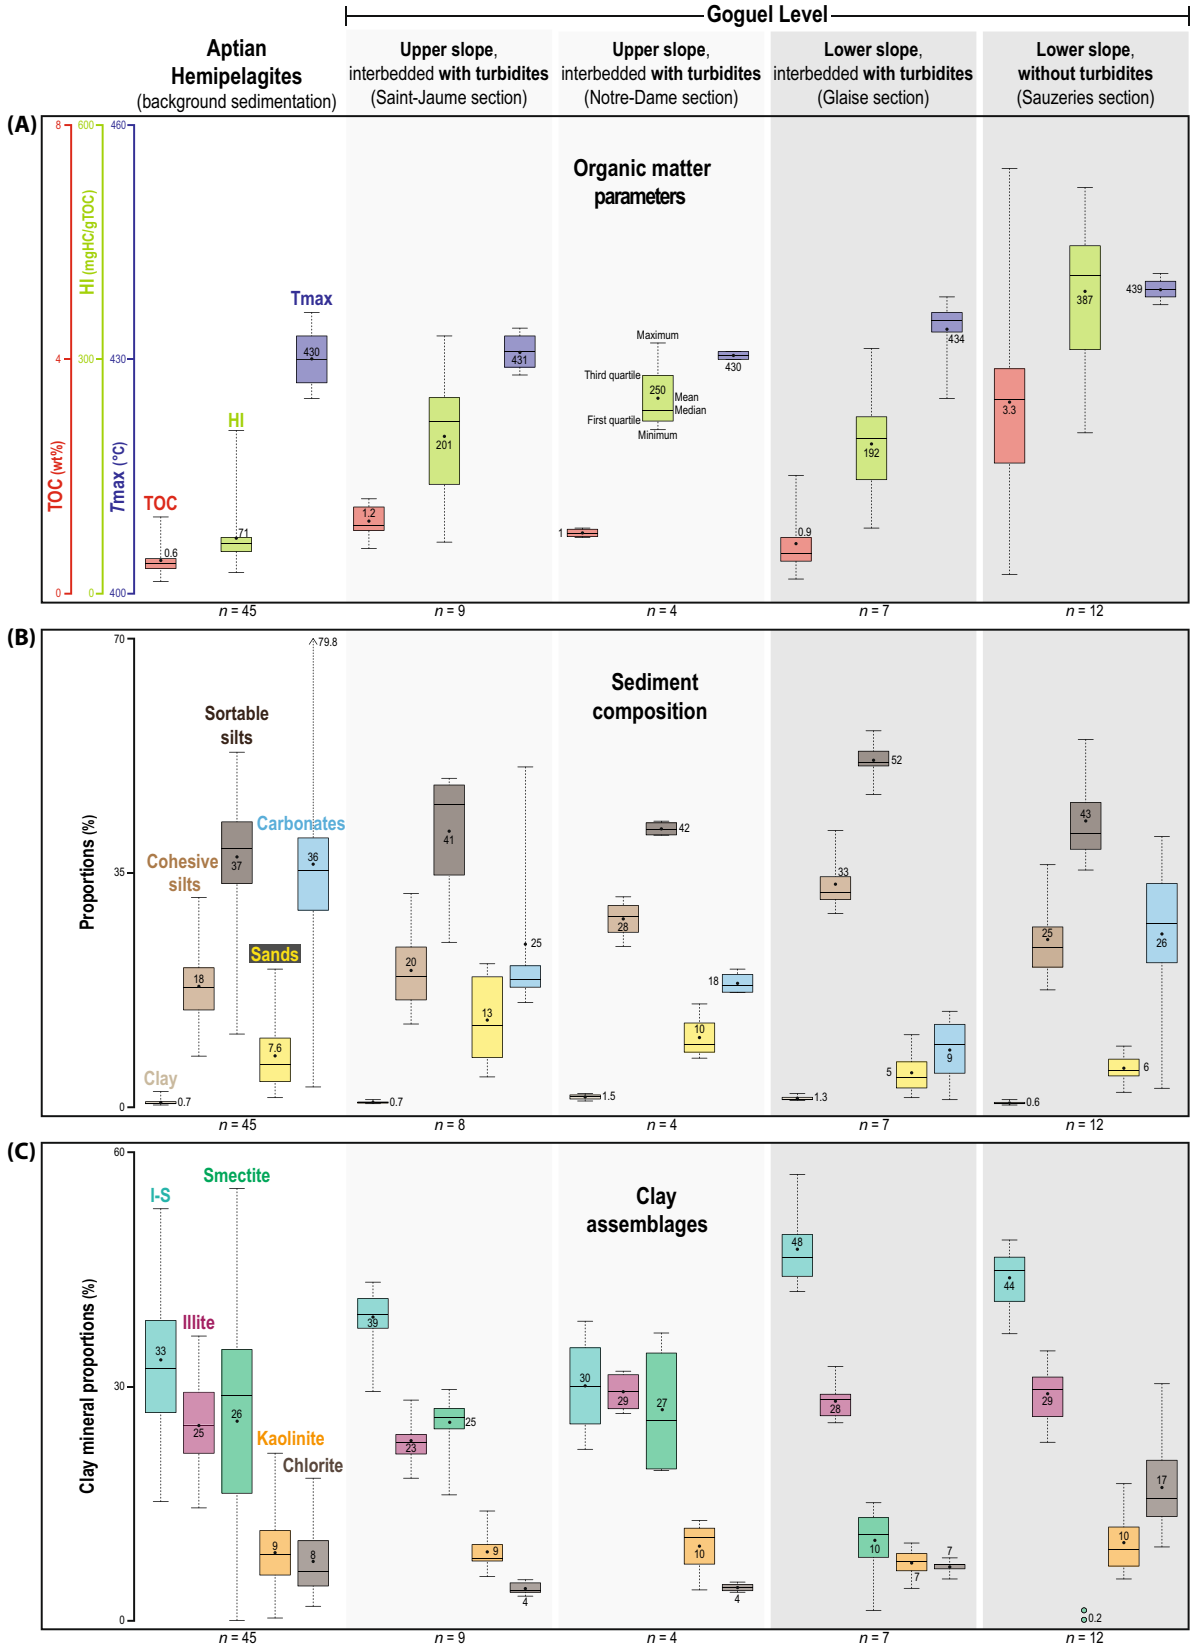 Goguel Level
Aptian
Hemipelagites
(background sedimentation)
Upper slope,
interbedded with turbidites
(Saint-Jaume section)
Upper slope,
interbedded with turbidites
(Notre-Dame section)
Lower slope,
interbedded with turbidites
(Glaise section)
Lower slope,
without turbidites
(Sauzeries section)
(A)
8
600
460
Organic matter
parameters
HI (mgHC/gTOC)
TOC (wt%)
Tmax (°C)
4
300
430
0
0
400
TOC
0.6
HI
71
Tmax
430
1.2
201
431
Maximum
Third quartile
250
Mean
Median
First quartile
Minimum
1
430
0.9
192
434
3.3
387
439
n = 45
n = 9
n = 4
n = 7
n = 12
(B)
70
35
0
Proportions (%)
Sediment
composition
79.8
Sortable
silts
37
Carbonates
36
Cohesive
silts
18
Sands
7.6
Clay
0.7
0.7
20
41
13
25
1.5
28
42
10
18
1.3
33
52
5
9
0.6
25
43
6
26
n = 45
n = 8
n = 4
n = 7
n = 12
(C)
60
30
0
Clay mineral proportions (%)
Clay
assemblages
I-S
33
Illite
25
Smectite
26
Kaolinite
9
Chlorite
8
39
23
25
9
4
30
29
27
10
4
48
28
10
7
7
44
29
0.2
10
17
n = 45
n = 9
n = 4
n = 7
n = 12